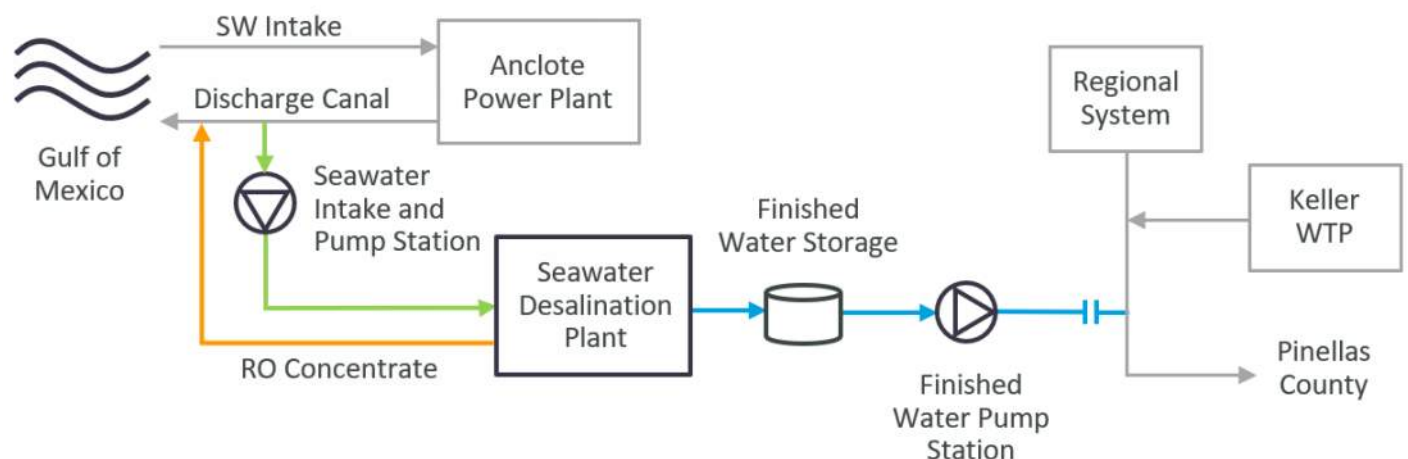 SW Intake
Anclote
Power Plant
Discharge Canal
Gulf of
Mexico
Seawater
Intake and
Pump Station
Seawater
Desalination
Plant
RO Concentrate
Finished
Water Storage
Finished
Water Pump
Station
Regional
System
Keller
WTP
Pinellas
County